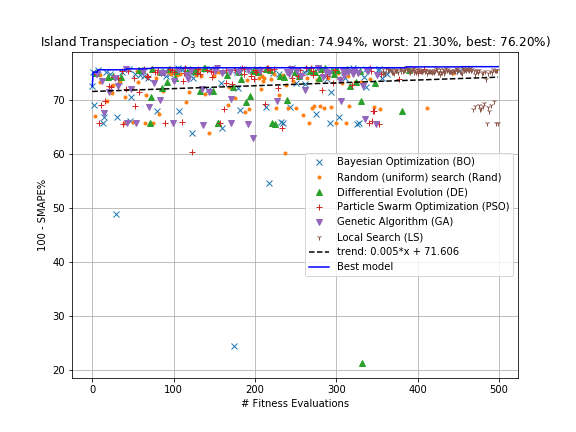 Island Transpeciation - O3 test 2010 (median: 74.94%, worst: 21.30%, best: 76.20%)
100 - SMAPE%
70
60
50
40
30
20
Bayesian Optimization (BO)
Random (uniform) search (Rand)
Differential Evolution (DE)
Particle Swarm Optimization (PSO)
Genetic Algorithm (GA)
Local Search (LS)
trend: 0.005*x + 71.606
Best model
0 100 200 300 400 500
# Fitness Evaluations